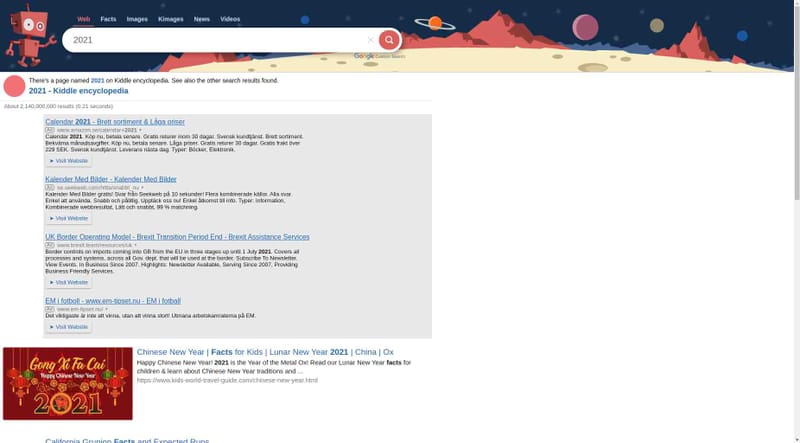 Web Facts Images Kimages News Videos
2021
Google Custom Search
There's a page named 2021 on Kiddle encyclopedia. See also the other search results found.
2021 - Kiddle encyclopedia
About 2,140,000,000 results (0.21 seconds)
Calendar 2021 - Brett sortiment & Låga priser
Ad www.amazon.se/calendar+2021
Calendar 2021. Köp nu, betala senare. Gratis returer inom 30 dagar. Svensk kundtjänst. Brett sortiment.
Bekväma månadsavgifter. Köp nu, betala senare. Låga priser. Gratis returer 30 dagar. Gratis frakt över
229 SEK. Svensk kundtjänst. Leverans nästa dag. Typer: Böcker, Elektronik.
➤ Visit Website
Kalender Med Bilder - Kalender Med Bilder
Ad se.seekweb.com/hitta/snabbt_nu
Kalender Med Bilder gratis! Svar från Seekweb på 10 sekunder! Flera kombinerade källor. Alla svar.
Enkel att använda. Snabb och pålitlig. Upptäck oss nu! Enkel åtkomst till info. Typer: Information,
Kombinerade webbresultat, Lätt och snabbt, 99 % matchning.
➤ Visit Website
UK Border Operating Model - Brexit Transition Period End - Brexit Assistance Services
Ad www.brexit.team/resources/uk
Border controls on imports coming into GB from the EU in three stages up until 1 July 2021. Covers all
processes and systems, across all Gov. dept. that will be used at the border. Subscribe To Newsletter.
View Events. In Business Since 2007. Highlights: Newsletter Available, Serving Since 2007, Providing
Business Friendly Services.
➤ Visit Website
EM i fotboll - www.em-tipset.nu - EM i fotball
Ad www.em-tipset.nu/
Det viktigaste är inte att vinna, utan att vinna stort! Utmana arbetskamraterna på EM.
➤ Visit Website
Gong Xi Fa Cai
Happy Chinese New Year
2021
Chinese New Year | Facts for Kids | Lunar New Year 2021 | China | Ox
Happy Chinese New Year! 2021 is the Year of the Metal Ox! Read our Lunar New Year facts for
children & learn about Chinese New Year traditions and ...
https://www.kids-world-travel-guide.com/chinese-new-year.html
California Grunion Facts and Expected Runs